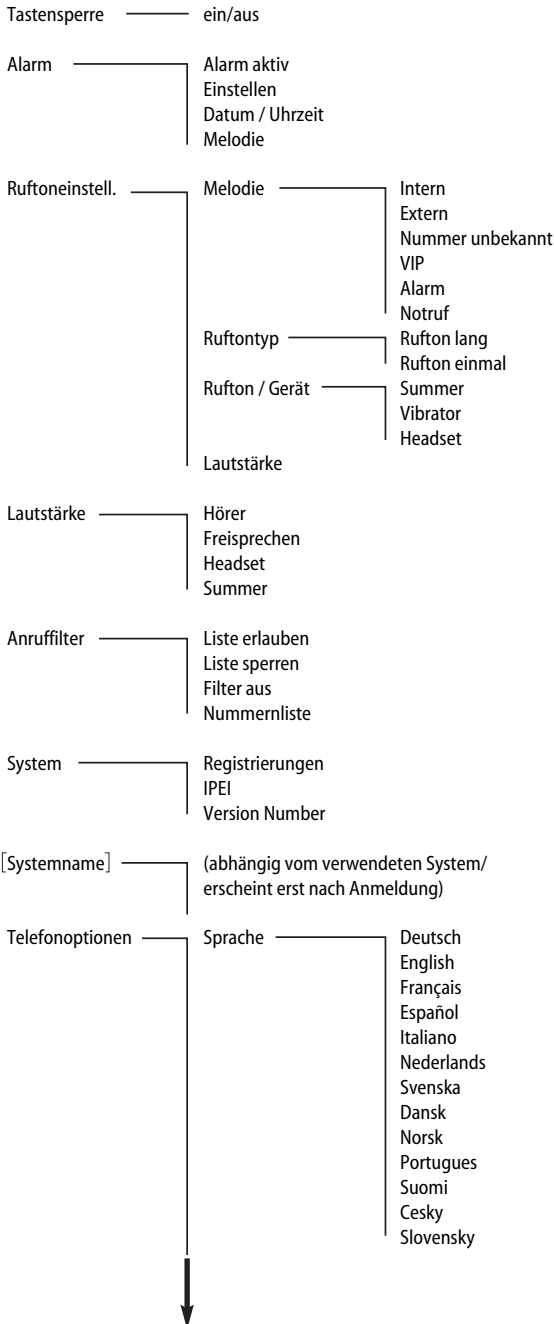 Tastensperre ein/aus
Alarm Alarm aktiv
Einstellen
Datum / Uhrzeit
Melodie
Ruftoneinstell. Melodie Intern
Extern
Nummer unbekannt
VIP
Alarm
Notruf
Ruftontyp Rufton lang
Rufton einmal
Rufton / Gerät Summer
Vibrator
Headset
Lautstärke
Lautstärke Hörer
Freisprechen
Headset
Summer
Anruffilter Liste erlauben
Liste sperren
Filter aus
Nummernliste
System Registrierungen
IPEI
Version Number
[Systemname] (abhängig vom verwendeten System/
erscheint erst nach Anmeldung)
Telefonoptionen Sprache Deutsch
English
Français
Español
Italiano
Nederlands
Svenska
Dansk
Norsk
Portugues
Suomi
Cesky
Slovensky